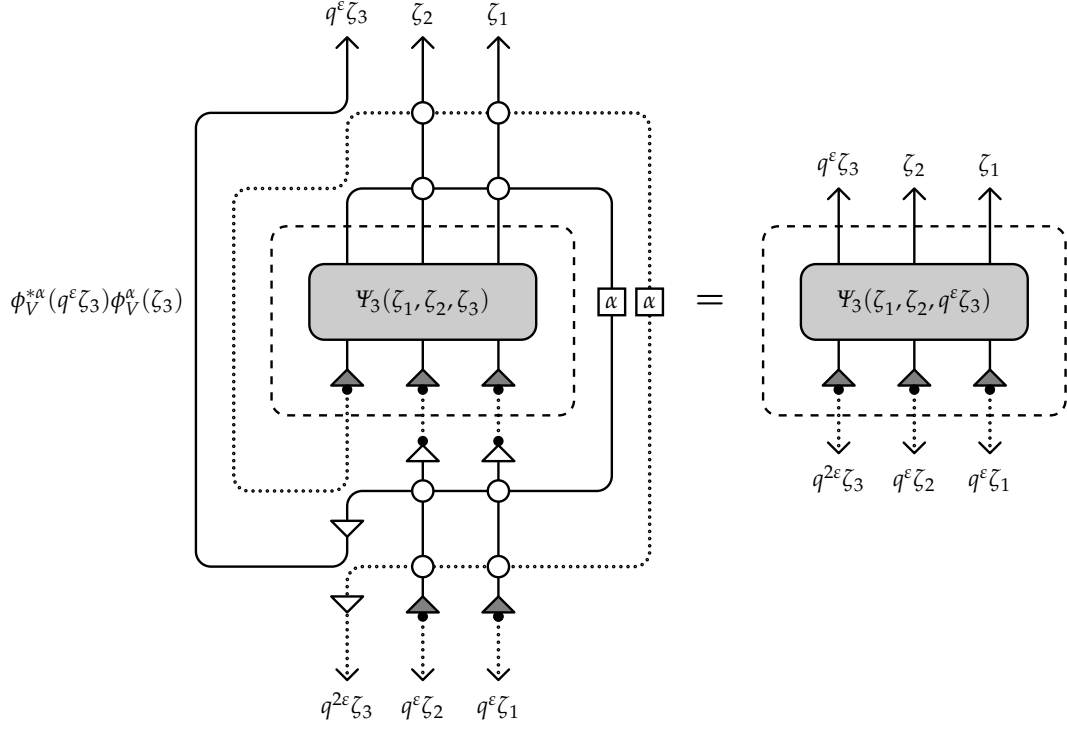 q^ε ζ_3 ζ_2 ζ_1
q^ε ζ_3 ζ_2 ζ_1
ϕ_V^{*α}(q^ε ζ_3)ϕ_V^α(ζ_3) Ψ_3(ζ_1, ζ_2, ζ_3) α α = Ψ_3(ζ_1, ζ_2, q^ε ζ_3)
q^{2ε} ζ_3 q^ε ζ_2 q^ε ζ_1
q^{2ε} ζ_3 q^ε ζ_2 q^ε ζ_1